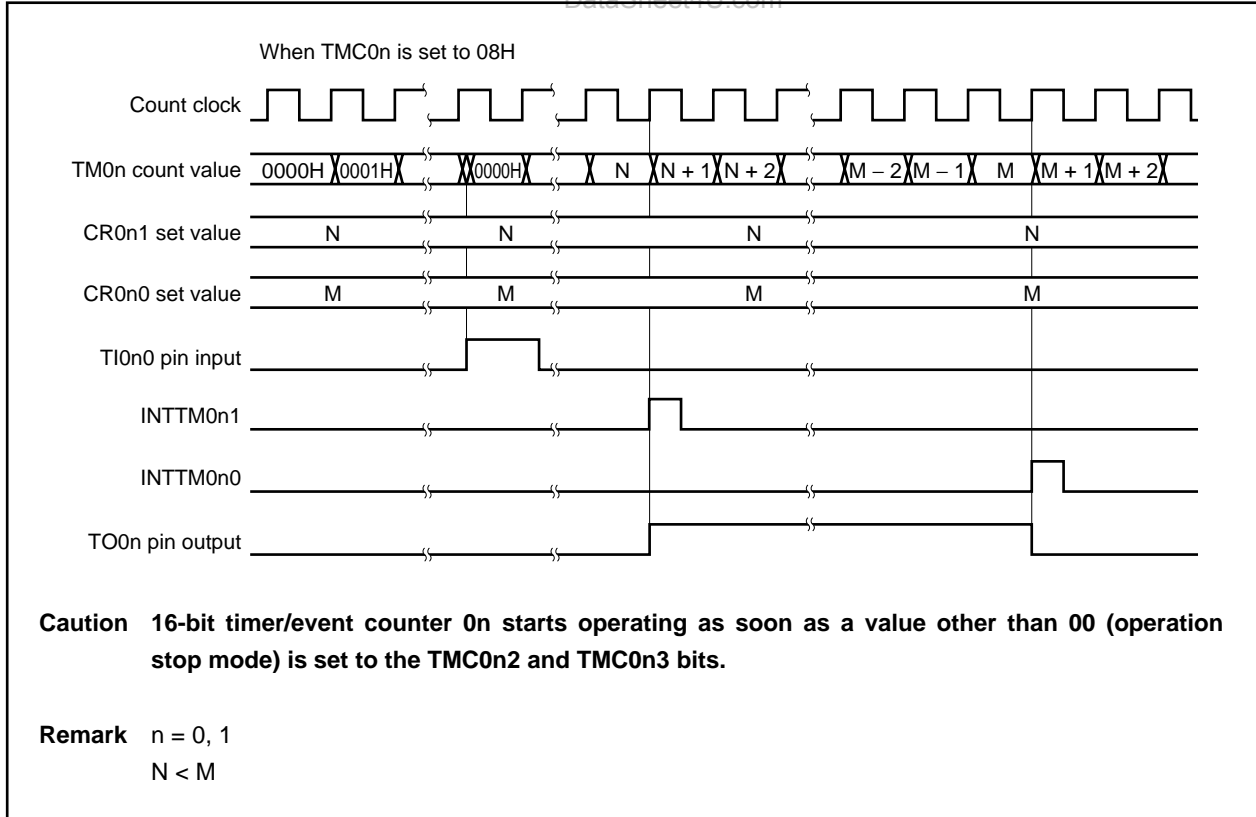 DataSheet4U.com
When TMC0n is set to 08H
Count clock
TM0n count value 0000H 0001H 0000H N N + 1 N + 2 M − 2 M − 1 M M + 1 M + 2
CR0n1 set value N N N N
CR0n0 set value M M M M
TI0n0 pin input
INTTM0n1
INTTM0n0
TO0n pin output
Caution 16-bit timer/event counter 0n starts operating as soon as a value other than 00 (operation
stop mode) is set to the TMC0n2 and TMC0n3 bits.
Remark n = 0, 1
N < M